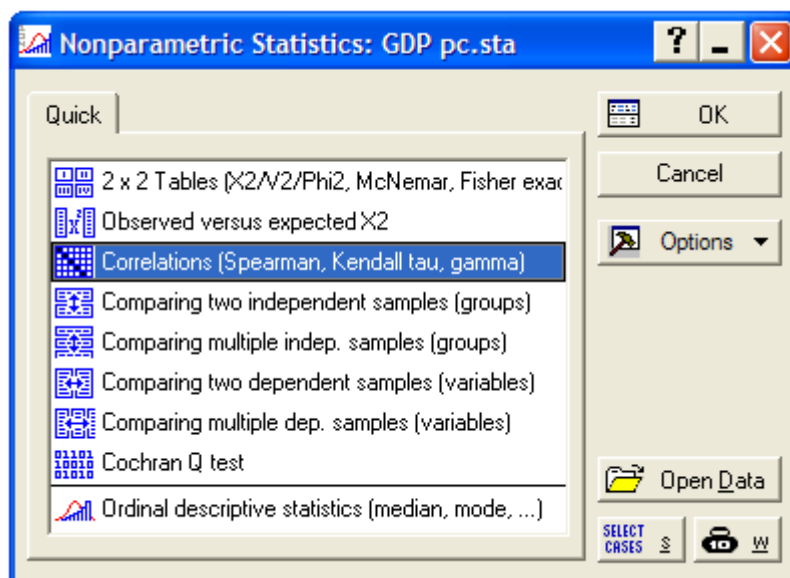 Nonparametric Statistics: GDP pc.sta
Quick
2 x 2 Tables (X2/V2/Phi2, McNemar, Fisher exac
Observed versus expected X2
Correlations (Spearman, Kendall tau, gamma)
Comparing two independent samples (groups)
Comparing multiple indep. samples (groups)
Comparing two dependent samples (variables)
Comparing multiple dep. samples (variables)
Cochran Q test
Ordinal descriptive statistics (median, mode, ...)
OK
Cancel
Options
Open Data
SELECT CASES S
W